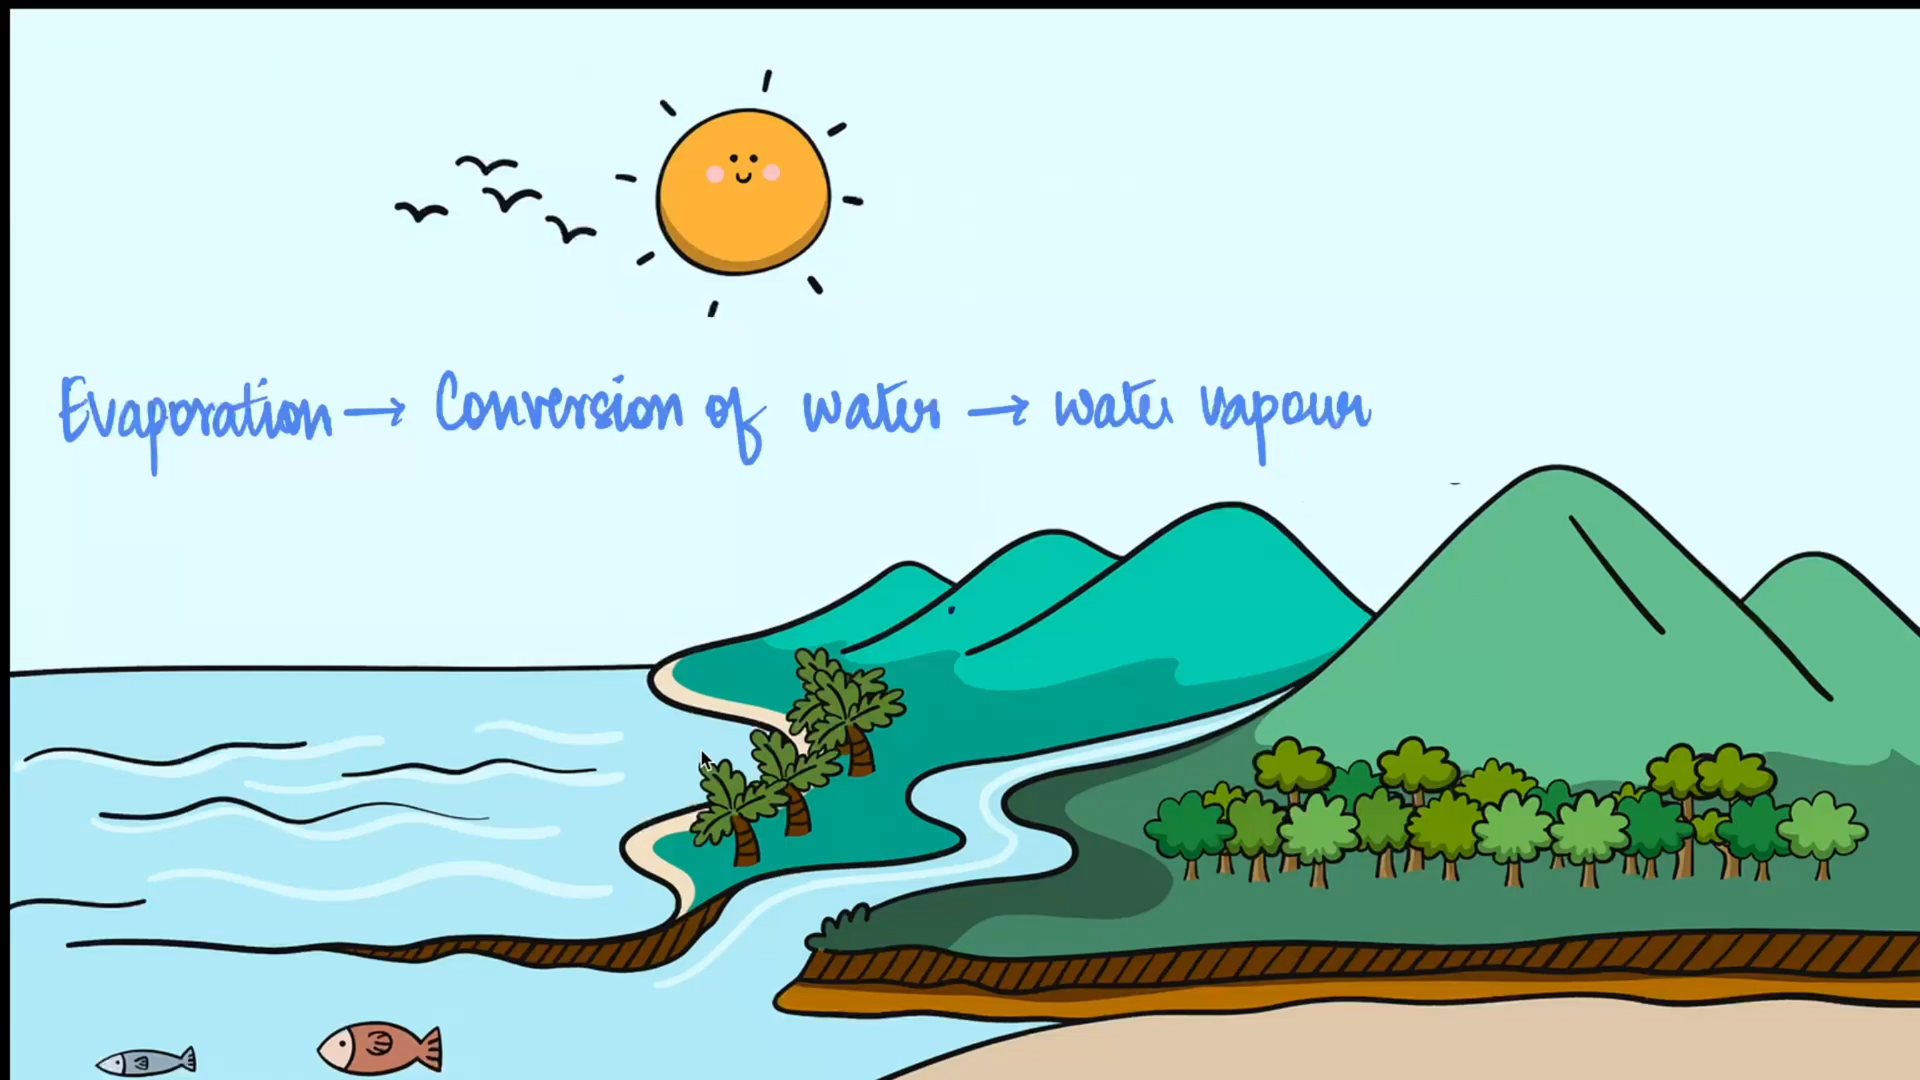 Evaporation → Conversion of water → water vapour